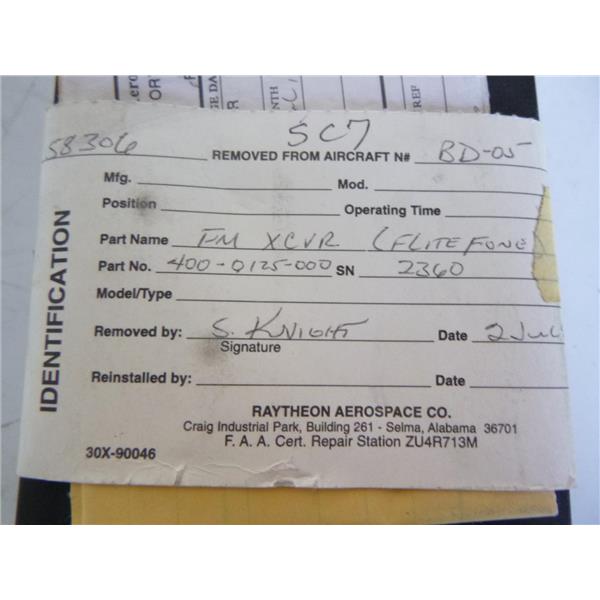 SC7
58306 REMOVED FROM AIRCRAFT N# BD-05
Mfg. Mod.
Position Operating Time
Part Name FM XCVR (FLITEFONE)
Part No. 400-0125-000 SN 2360
Model/Type
Removed by: S. KNIGHT Date 2 Jul
Signature
Reinstalled by: Date
RAYTHEON AEROSPACE CO.
Craig Industrial Park, Building 261 - Selma, Alabama 36701
F. A. A. Cert. Repair Station ZU4R713M
30X-90046
IDENTIFICATION